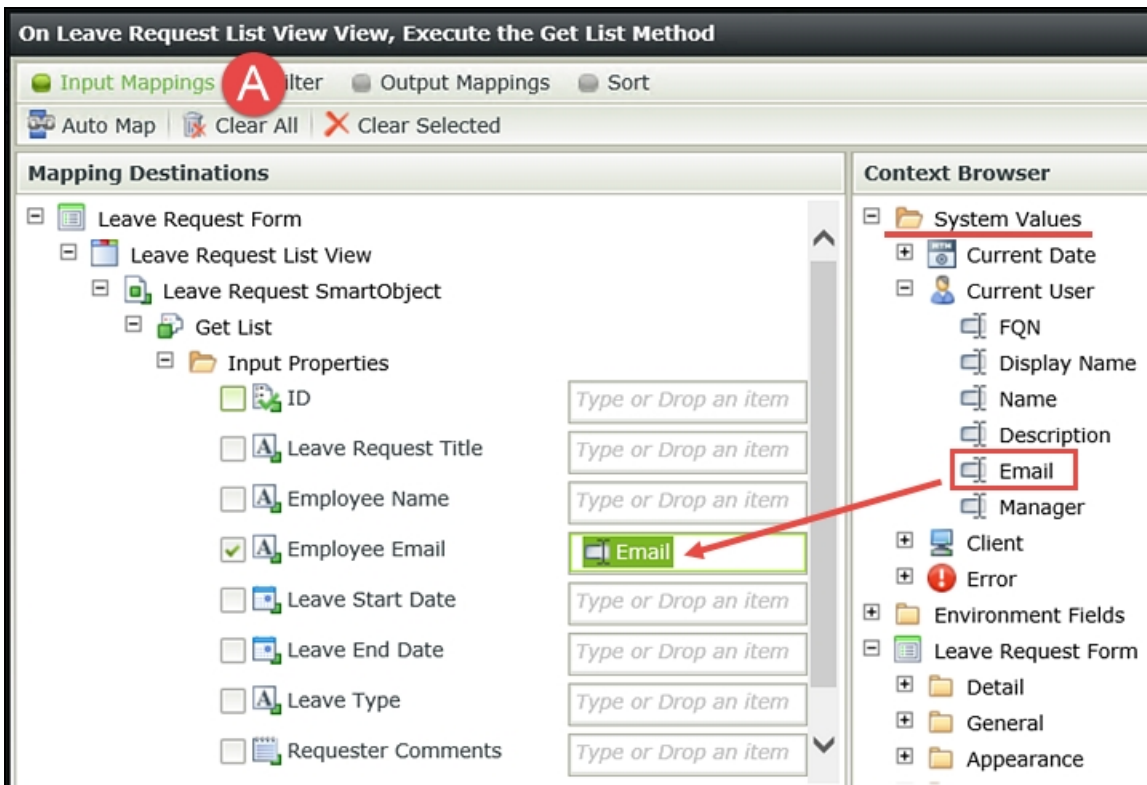 On Leave Request List View View, Execute the Get List Method
Input Mappings A ilter Output Mappings Sort
Auto Map Clear All Clear Selected
Mapping Destinations
Leave Request Form
Leave Request List View
Leave Request SmartObject
Get List
Input Properties
ID Type or Drop an item
Leave Request Title Type or Drop an item
Employee Name Type or Drop an item
Employee Email Email
Leave Start Date Type or Drop an item
Leave End Date Type or Drop an item
Leave Type Type or Drop an item
Requester Comments Type or Drop an item
Context Browser
System Values
Current Date
Current User
FQN
Display Name
Name
Description
Email
Manager
Client
Error
Environment Fields
Leave Request Form
Detail
General
Appearance